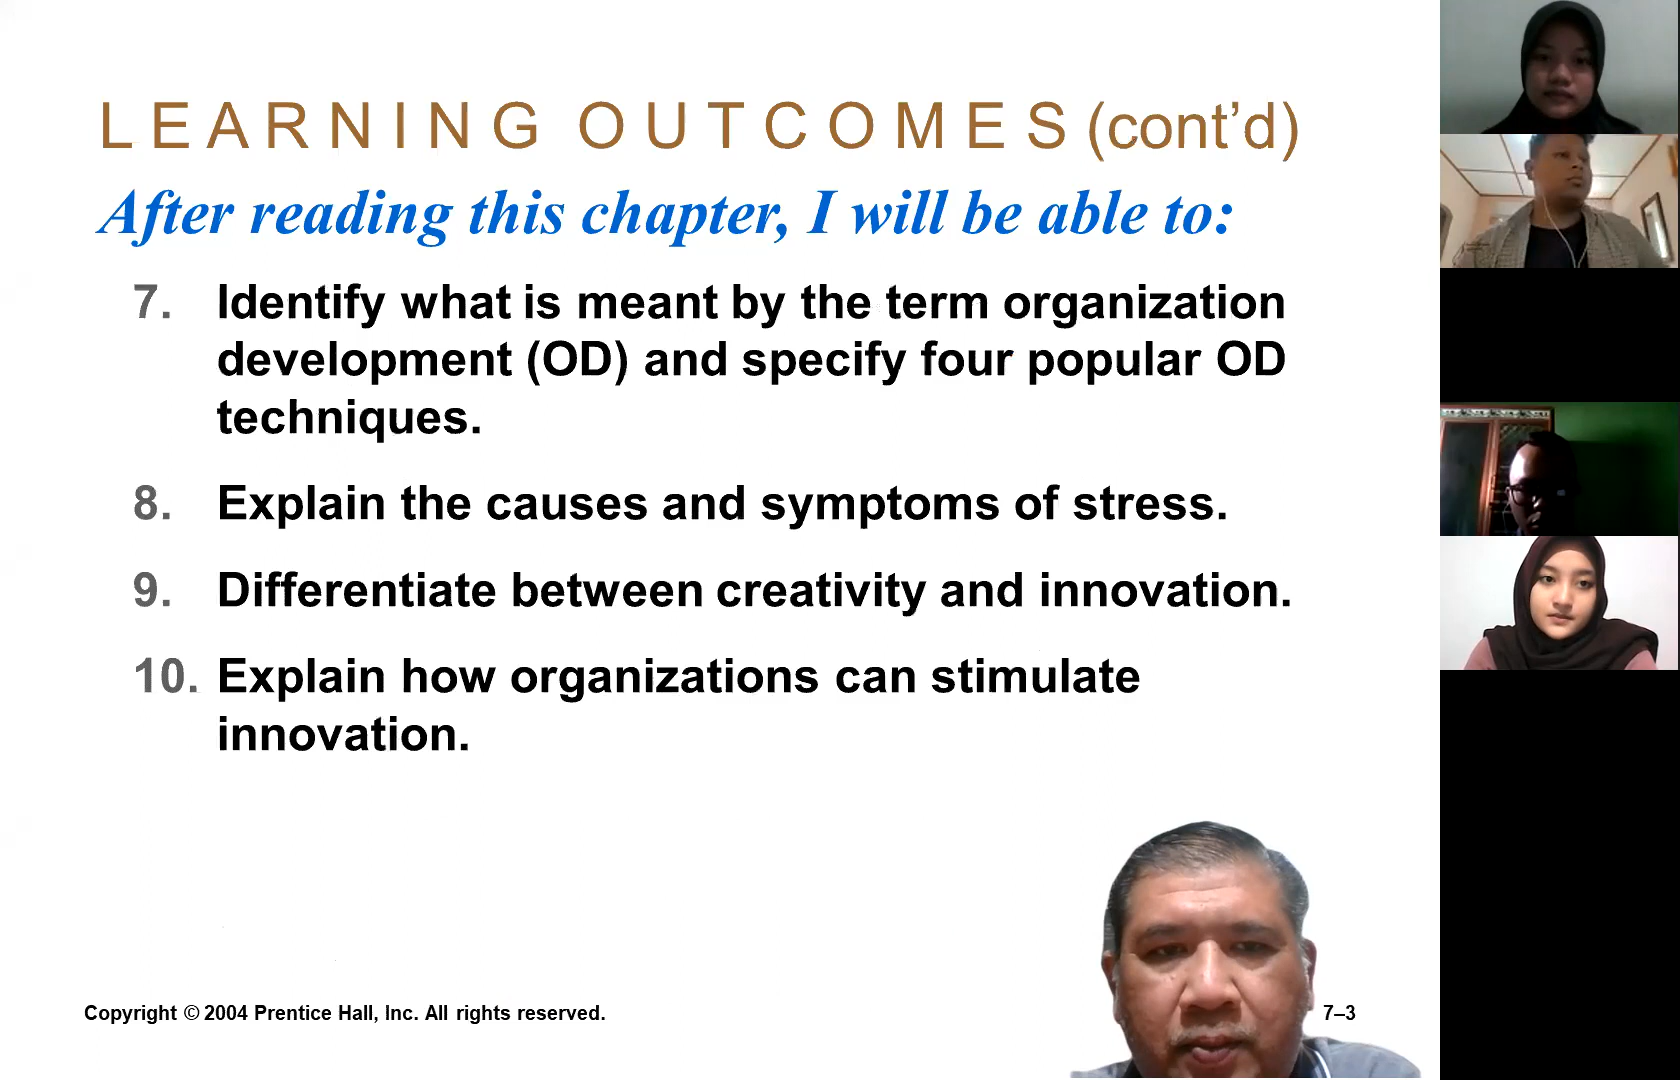 L E A R N I N G  O U T C O M E S (cont’d)
After reading this chapter, I will be able to:
7. Identify what is meant by the term organization
development (OD) and specify four popular OD
techniques.
8. Explain the causes and symptoms of stress.
9. Differentiate between creativity and innovation.
10. Explain how organizations can stimulate
innovation.
Copyright © 2004 Prentice Hall, Inc. All rights reserved.
7–3